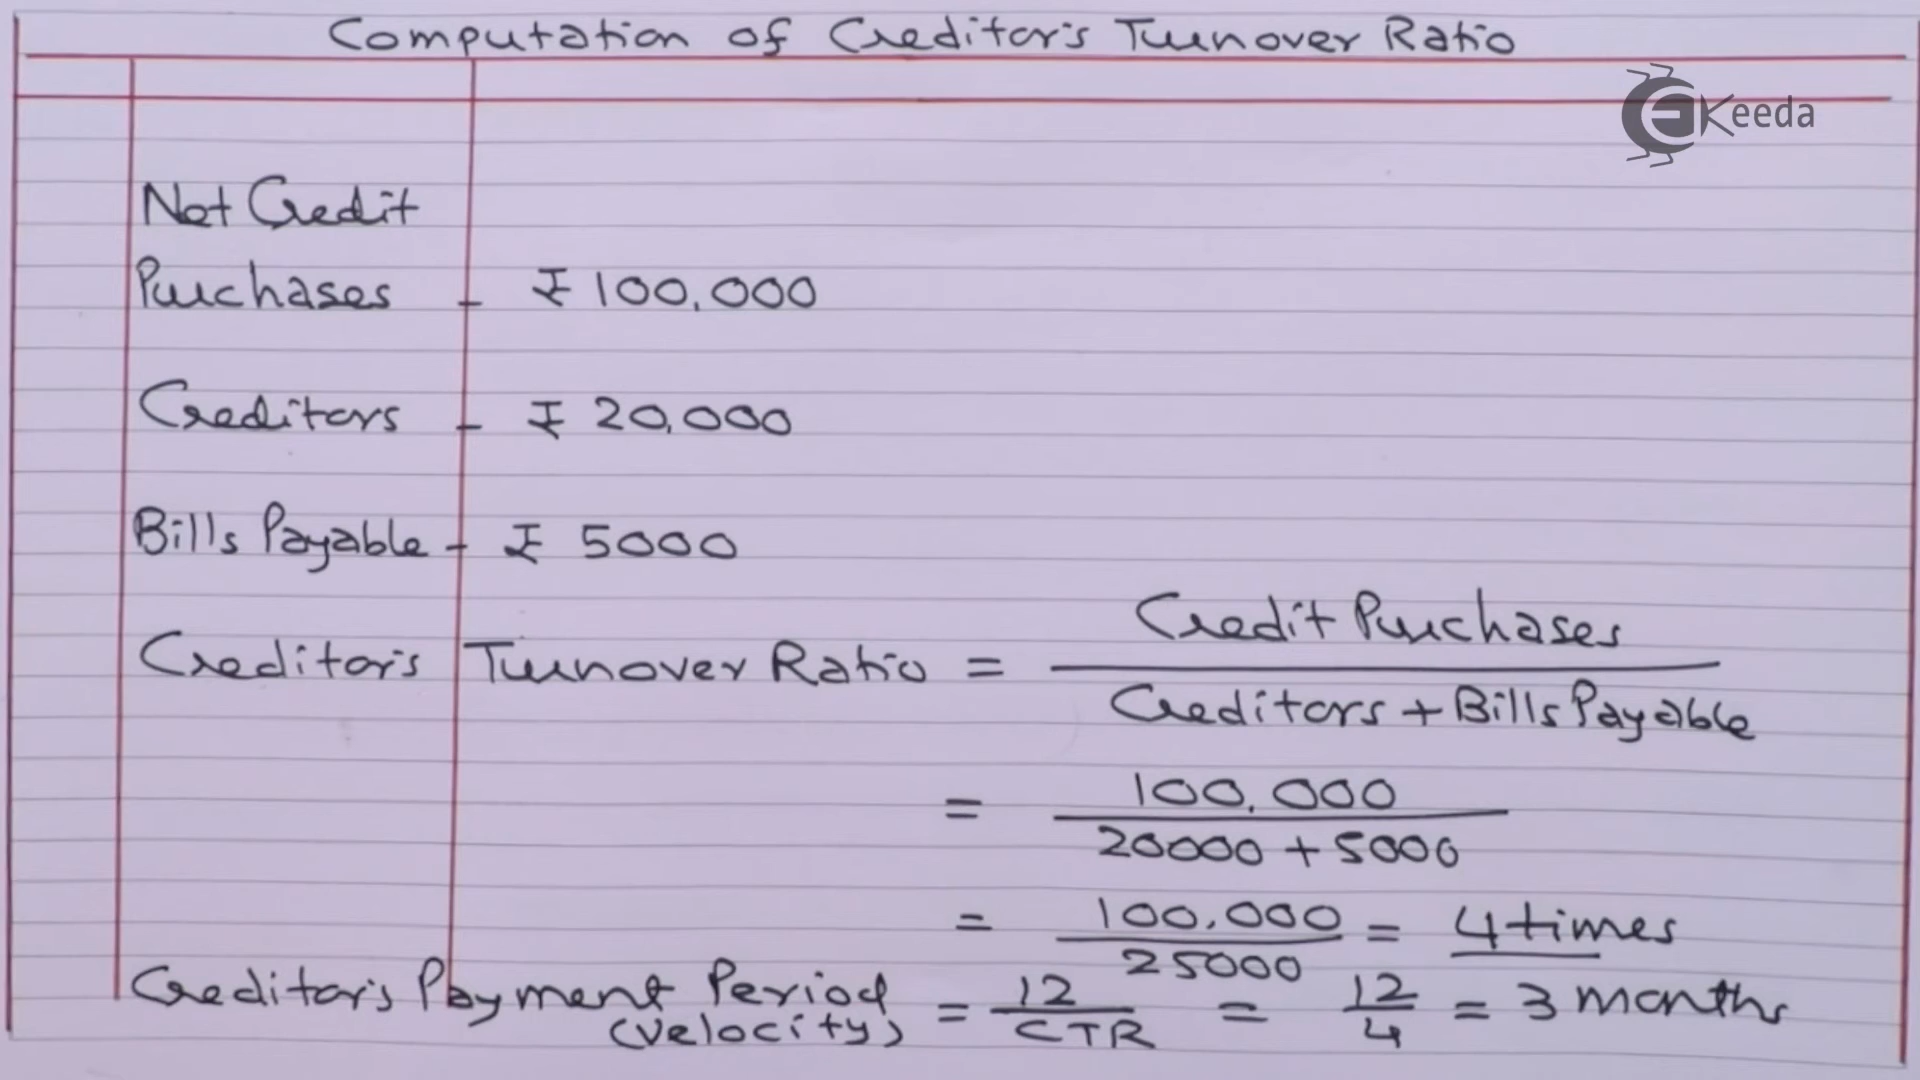 Computation of Creditor's Turnover Ratio
EKeeda
Net Credit
Purchases - ₹ 100,000
Creditors - ₹ 20,000
Bills Payable - ₹ 5000
Creditor's Turnover Ratio = Credit Purchases
Creditors + Bills Payable
= 100,000
20000 + 5000
= 100,000 = 4 times
25000
Creditor's Payment Period = 12 = 12 = 3 months
(Velocity) CTR 4